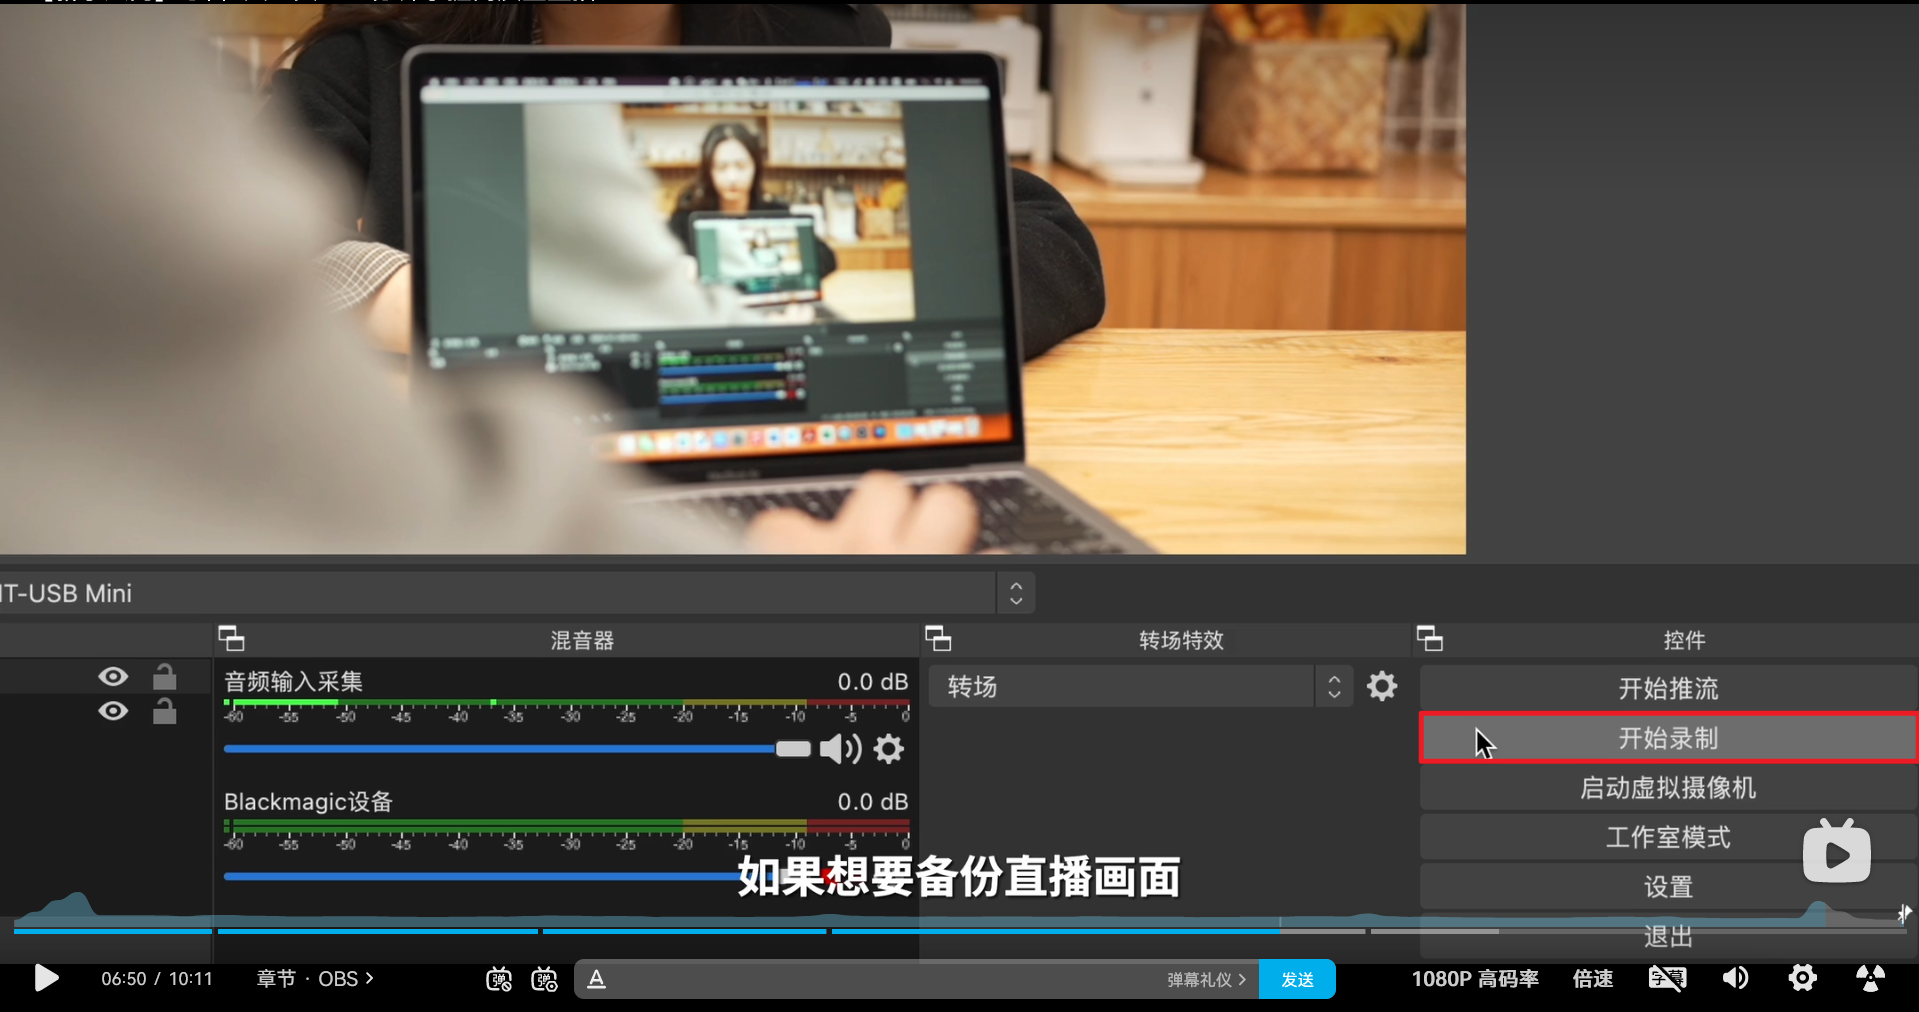 IT-USB Mini
混音器
转场特效
控件
音频输入采集
0.0 dB
-60 -55 -50 -45 -40 -35 -30 -25 -20 -15 -10 -5 0
Blackmagic设备
0.0 dB
-60 -55 -50 -45 -40 -35 -30 -25 -20 -15 -10 -5 0
转场
开始推流
开始录制
启动虚拟摄像机
工作室模式
设置
退出
如果想要备份直播画面
06:50 / 10:11
章节 · OBS
弹
弹
A
弹幕礼仪
发送
1080P 高码率
倍速
字幕